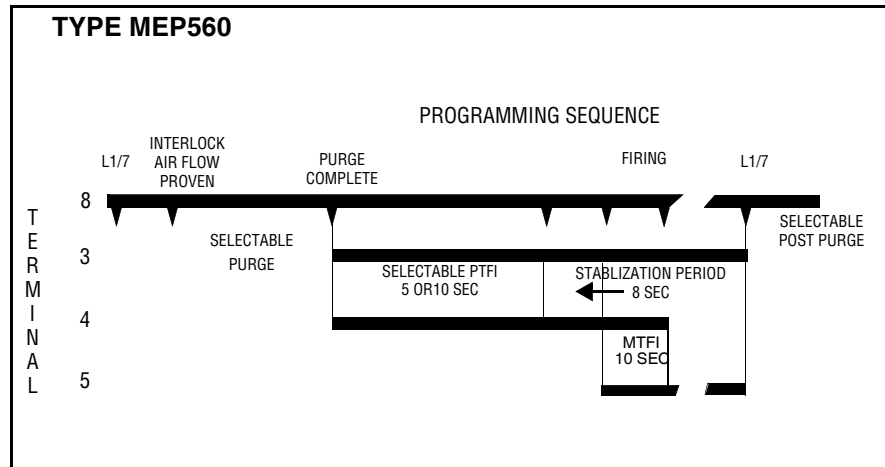 TYPE MEP560
PROGRAMMING SEQUENCE
L1/7
INTERLOCK
AIR FLOW
PROVEN
PURGE
COMPLETE
FIRING
L1/7
TERMINAL
8
SELECTABLE
POST PURGE
SELECTABLE
PURGE
3
SELECTABLE PTFI
5 OR10 SEC
STABLIZATION PERIOD
8 SEC
4
MTFI
10 SEC
5